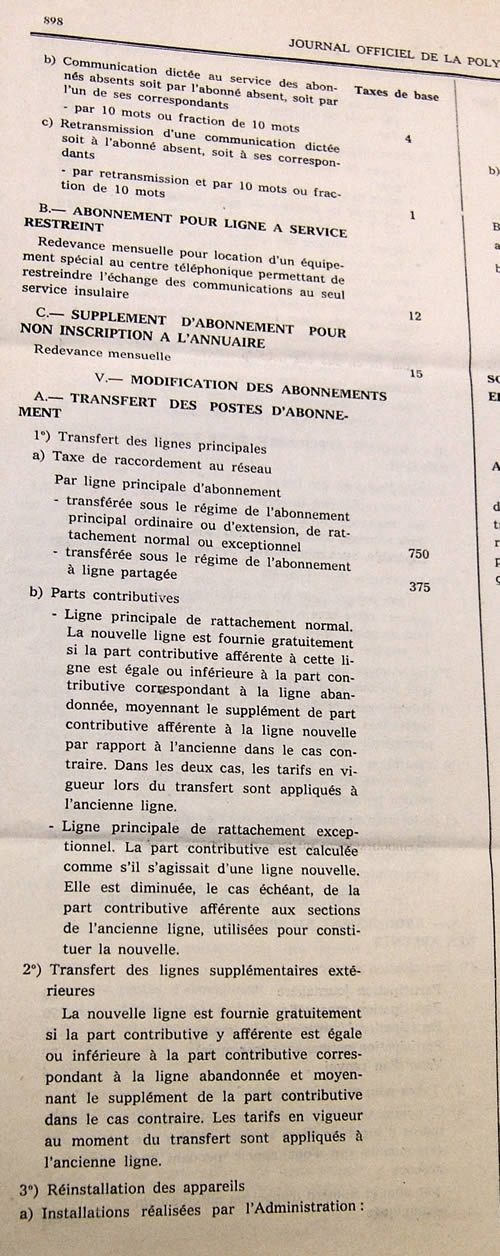 898
JOURNAL OFFICIEL DE LA POLY
Taxes de base
b) Communication dictée au service des abon-
nés absents soit par l'abonné absent, soit par
l'un de ses correspondants
- par 10 mots ou fraction de 10 mots 4
c) Retransmission d'une communication dictée
soit à l'abonné absent, soit à ses correspon-
dants
- par retransmission et par 10 mots ou frac-
tion de 10 mots 1
B.— ABONNEMENT POUR LIGNE A SERVICE
RESTREINT
Redevance mensuelle pour location d'un équipe-
ment spécial au centre téléphonique permettant de
restreindre l'échange des communications au seul
service insulaire 12
C.— SUPPLEMENT D'ABONNEMENT POUR
NON INSCRIPTION A L'ANNUAIRE
Redevance mensuelle 15
V.— MODIFICATION DES ABONNEMENTS
A.— TRANSFERT DES POSTES D'ABONNE-
MENT
1°) Transfert des lignes principales
a) Taxe de raccordement au réseau
Par ligne principale d'abonnement
- transférée sous le régime de l'abonnement
principal ordinaire ou d'extension, de rat-
tachement normal ou exceptionnel 750
- transférée sous le régime de l'abonnement
à ligne partagée 375
b) Parts contributives
- Ligne principale de rattachement normal.
La nouvelle ligne est fournie gratuitement
si la part contributive afférente à cette li-
gne est égale ou inférieure à la part con-
tributive correspondant à la ligne aban-
donnée, moyennant le supplément de part
contributive afférente à la ligne nouvelle
par rapport à l'ancienne dans le cas con-
traire. Dans les deux cas, les tarifs en vi-
gueur lors du transfert sont appliqués à
l'ancienne ligne.
- Ligne principale de rattachement excep-
tionnel. La part contributive est calculée
comme s'il s'agissait d'une ligne nouvelle.
Elle est diminuée, le cas échéant, de la
part contributive afférente aux sections
de l'ancienne ligne, utilisées pour consti-
tuer la nouvelle.
2°) Transfert des lignes supplémentaires exté-
rieures
La nouvelle ligne est fournie gratuitement
si la part contributive y afférente est égale
ou inférieure à la part contributive corres-
pondant à la ligne abandonnée et moyen-
nant le supplément de la part contributive
dans le cas contraire. Les tarifs en vigueur
au moment du transfert sont appliqués à
l'ancienne ligne.
3°) Réinstallation des appareils
a) Installations réalisées par l'Administration :